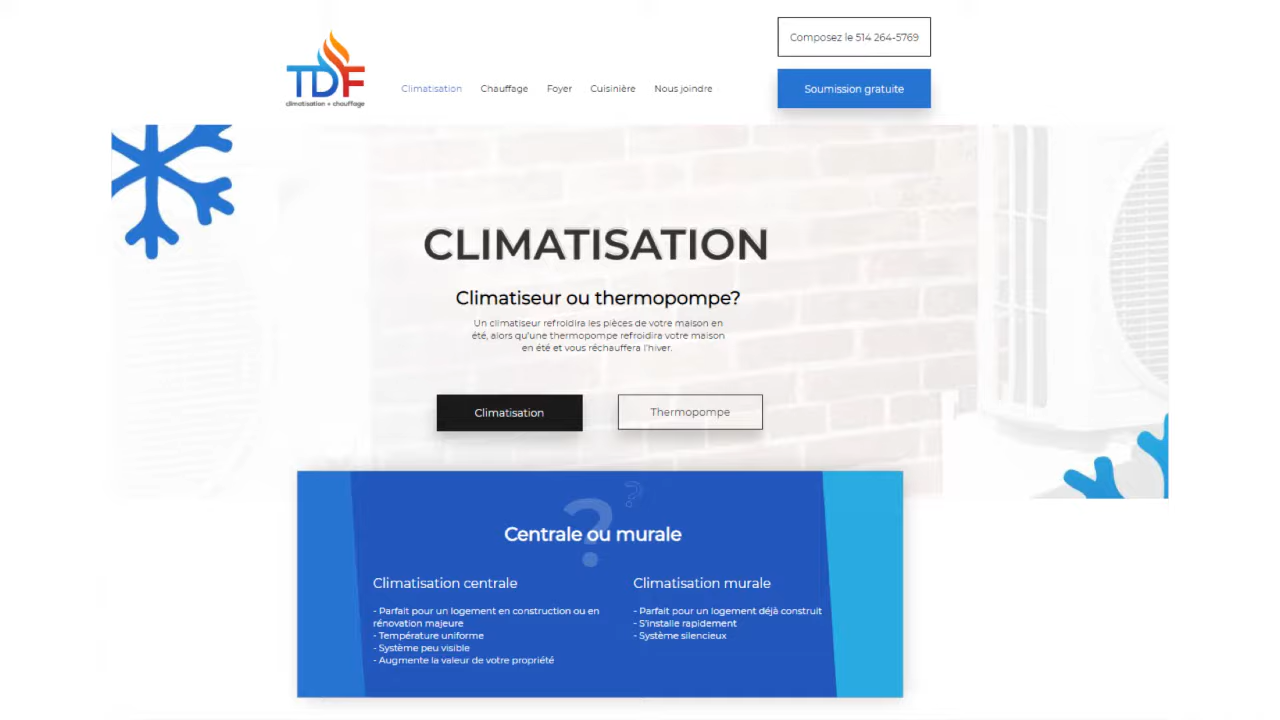 Composez le 514 264-5769
TDF
climatisation + chauffage
Climatisation
Chauffage
Foyer
Cuisinière
Nous joindre
Soumission gratuite
CLIMATISATION
Climatiseur ou thermopompe?
Un climatiseur refroidira les pièces de votre maison en
été, alors qu'une thermopompe refroidira votre maison
en été et vous réchauffera l'hiver.
Climatisation
Thermopompe
? ?
Centrale ou murale
Climatisation centrale
- Parfait pour un logement en construction ou en
rénovation majeure
- Température uniforme
- Système peu visible
- Augmente la valeur de votre propriété
Climatisation murale
- Parfait pour un logement déjà construit
- S'installe rapidement
- Système silencieux